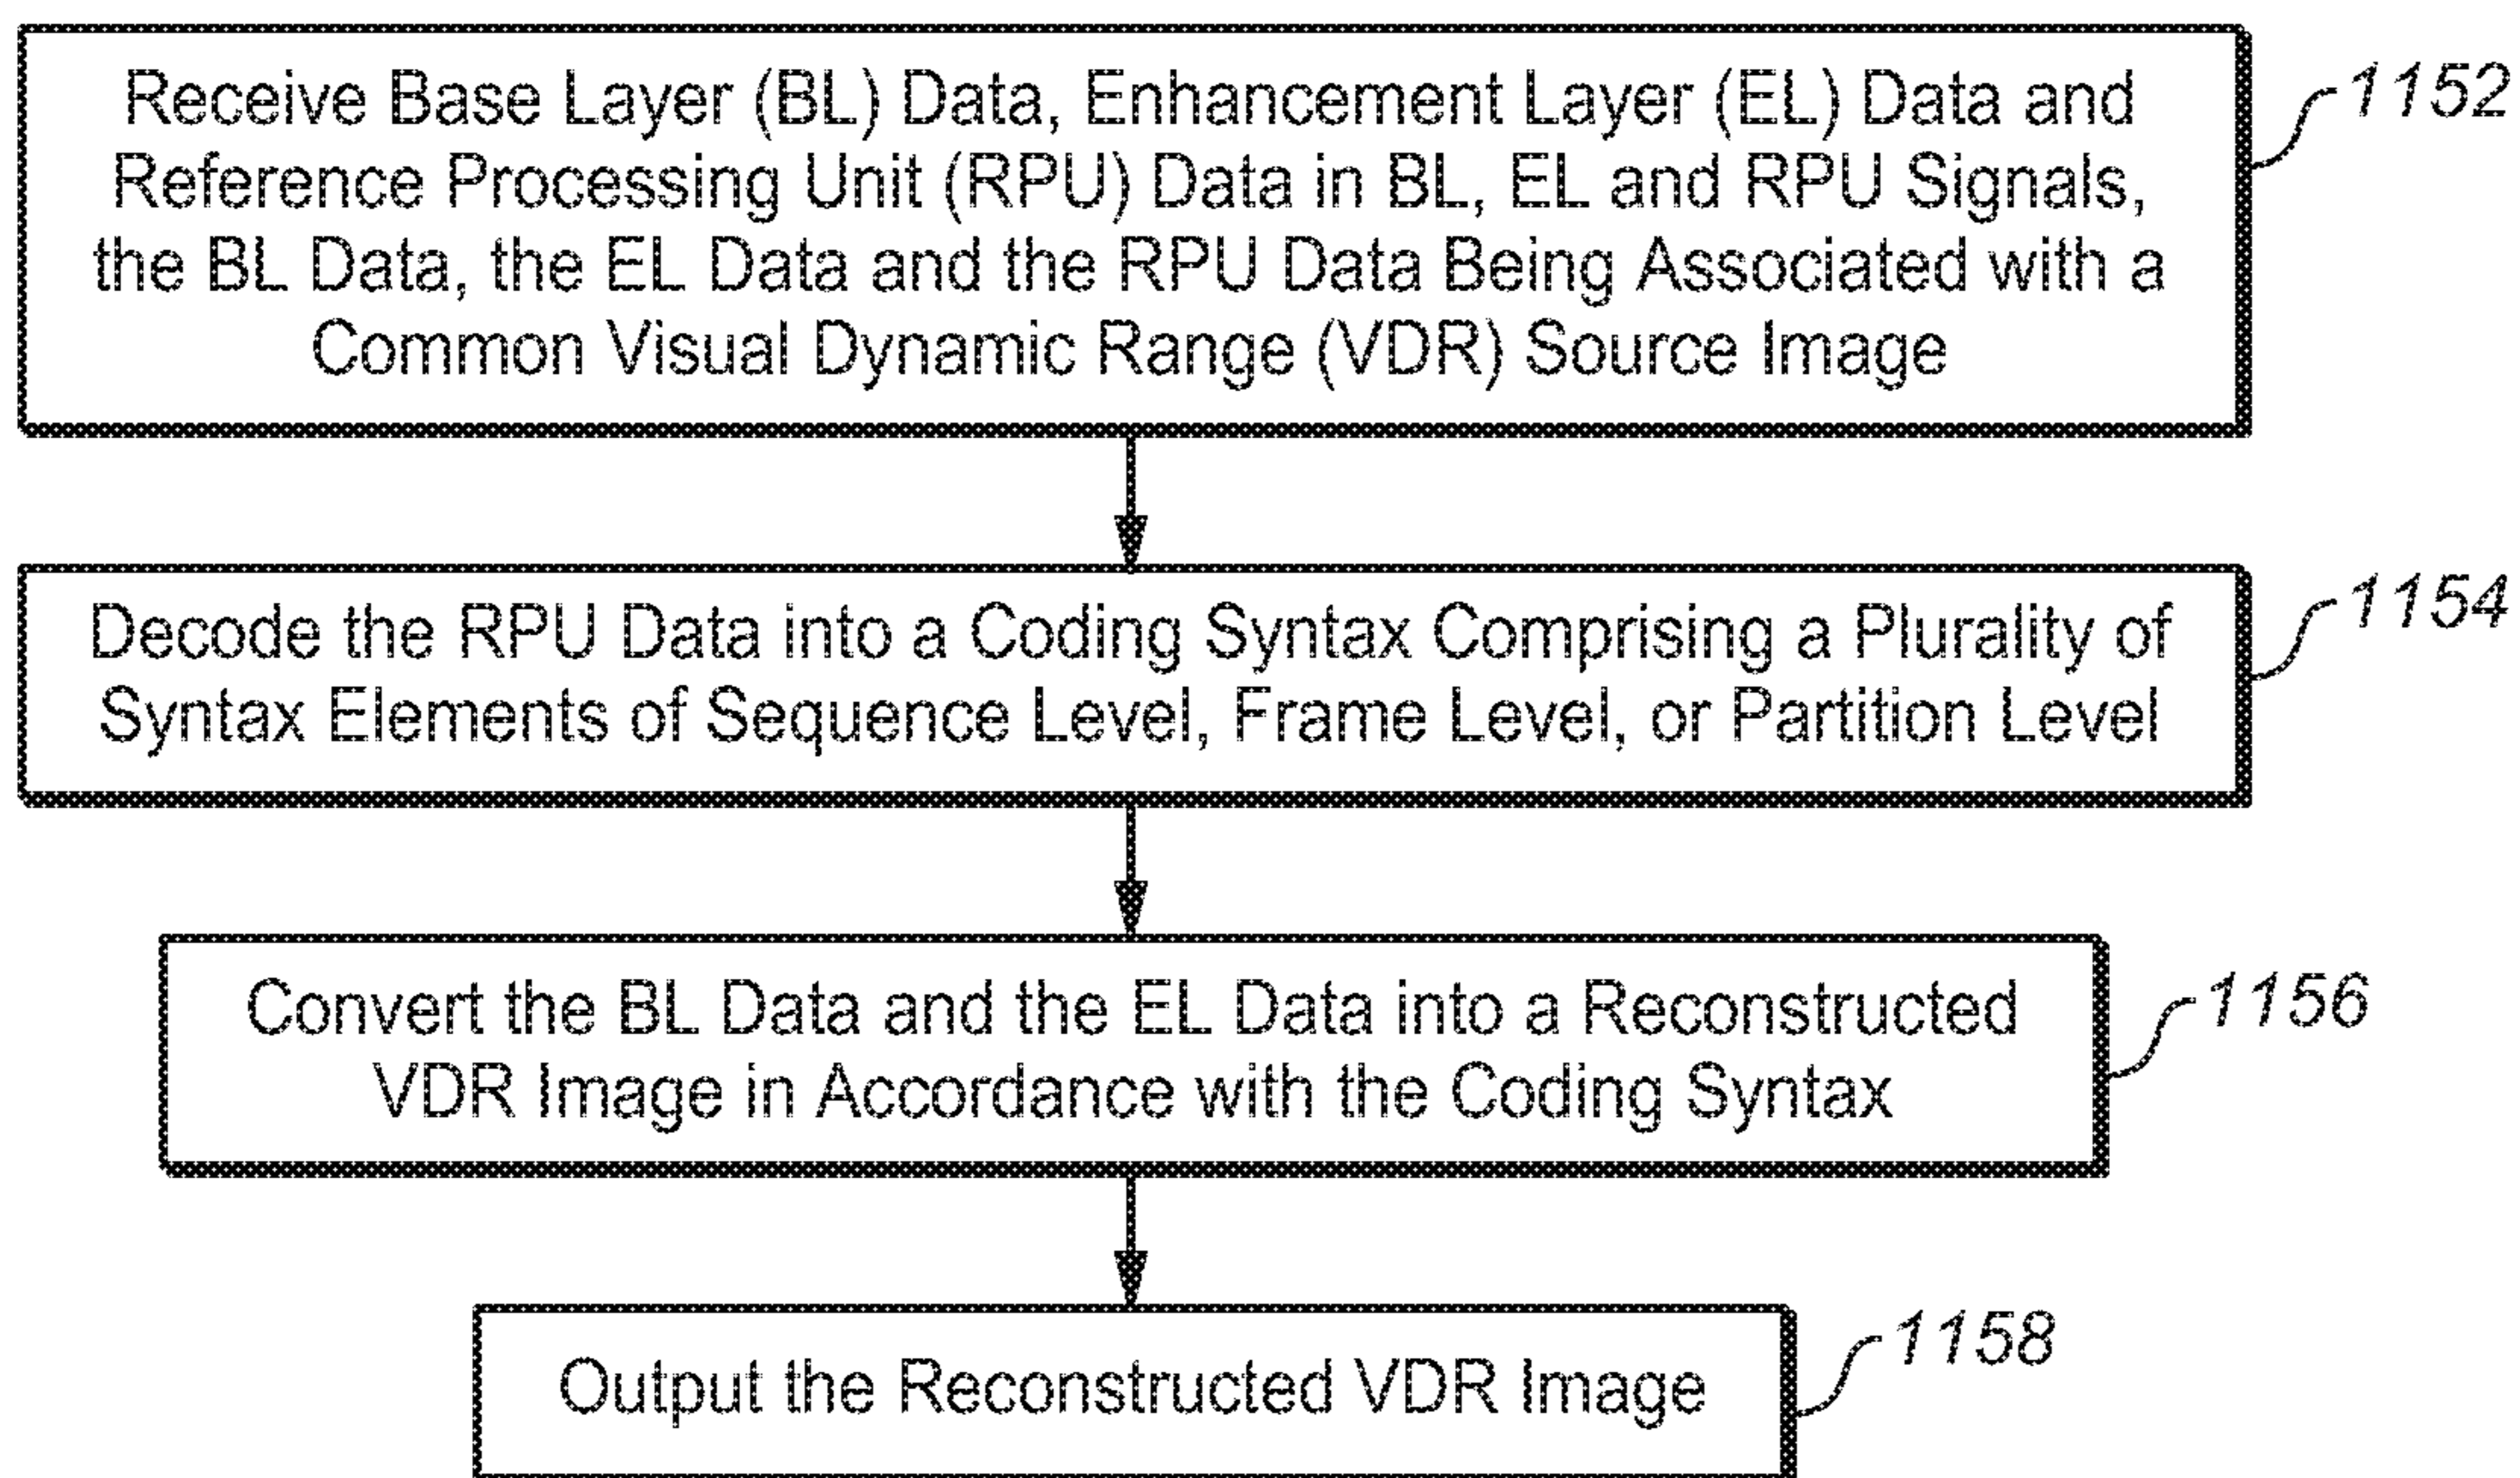 Receive Base Layer (BL) Data, Enhancement Layer (EL) Data and
Reference Processing Unit (RPU) Data in BL, EL and RPU Signals,
the BL Data, the EL Data and the RPU Data Being Associated with a
Common Visual Dynamic Range (VDR) Source Image
1152
Decode the RPU Data into a Coding Syntax Comprising a Plurality of
Syntax Elements of Sequence Level, Frame Level, or Partition Level
1154
Convert the BL Data and the EL Data into a Reconstructed
VDR Image in Accordance with the Coding Syntax
1156
Output the Reconstructed VDR Image
1158